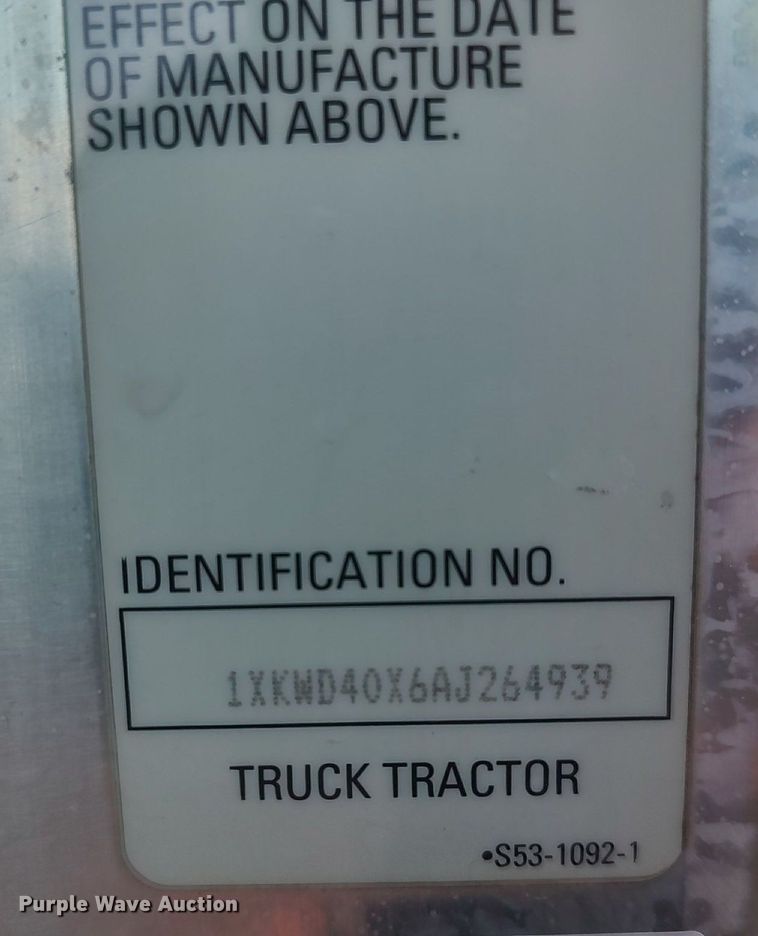 EFFECT ON THE DATE
OF MANUFACTURE
SHOWN ABOVE.
IDENTIFICATION NO.
1XKWD40X6AJ264939
TRUCK TRACTOR
•S53-1092-1
Purple Wave Auction